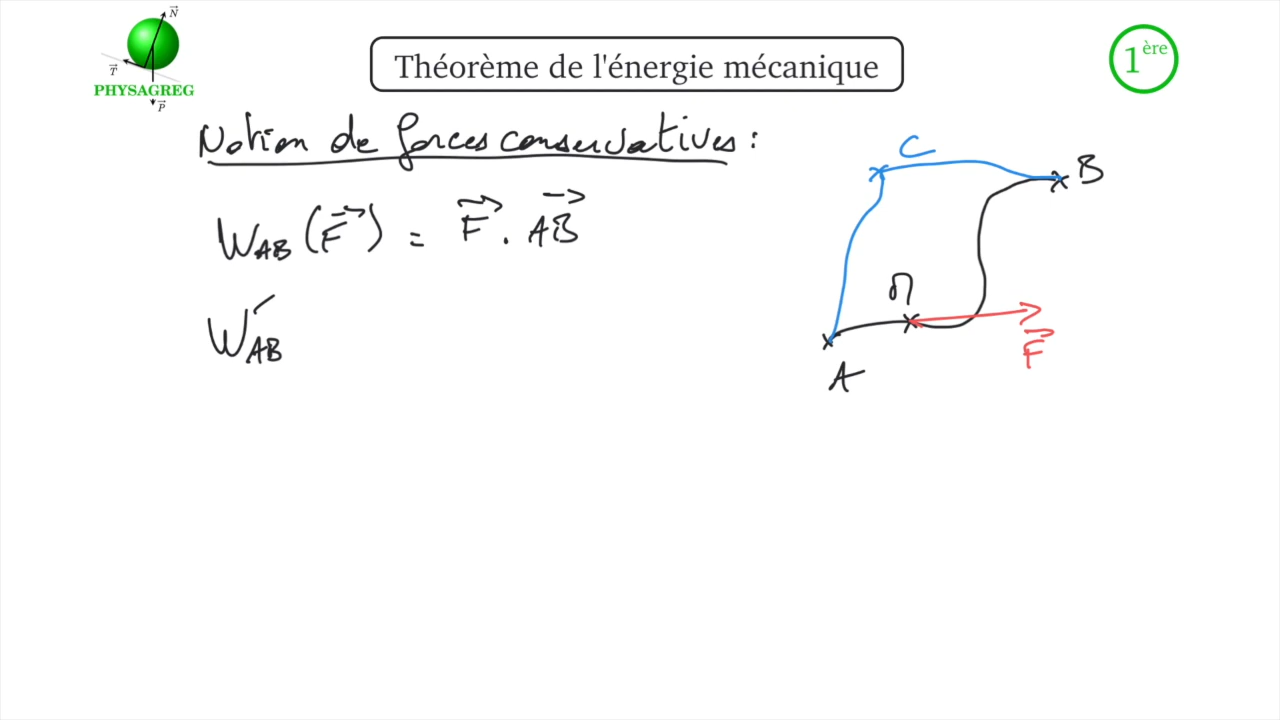 N⃗
T⃗
P⃗
PHYSAGREG
Théorème de l'énergie mécanique
1ère
Notion de forces conservatives :
W_AB (F⃗) = F⃗ . AB⃗
W'_AB
C
B
M
F⃗
A